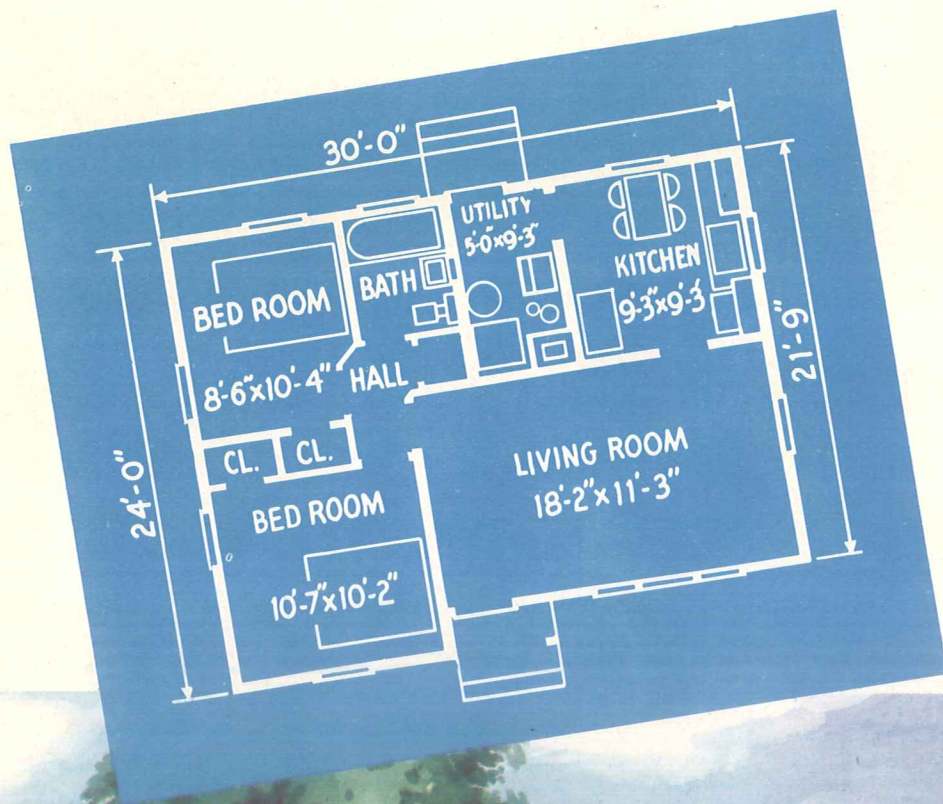 30'-0"
UTILITY
5'-0"x9'-3"
KITCHEN
9'-3"x9'-3
BATH
BED ROOM
8'-6"x10'-4"
HALL
21'-9"
24'-0"
CL.
CL.
LIVING ROOM
18'-2"x11'-3"
BED ROOM
10'-7"x10'-2"